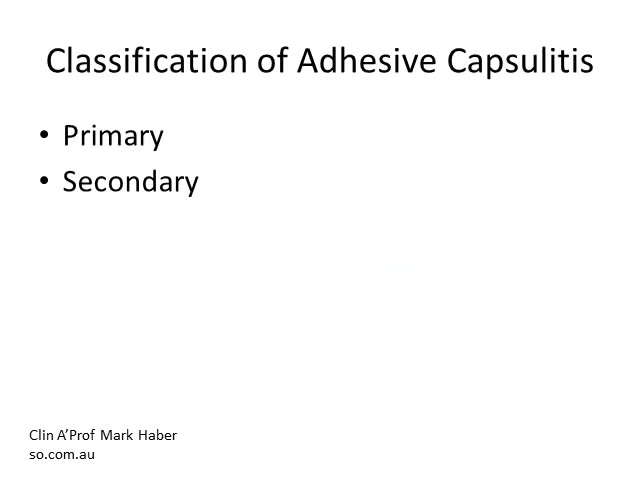 Classification of Adhesive Capsulitis
• Primary
• Secondary
Clin A’Prof Mark Haber
so.com.au